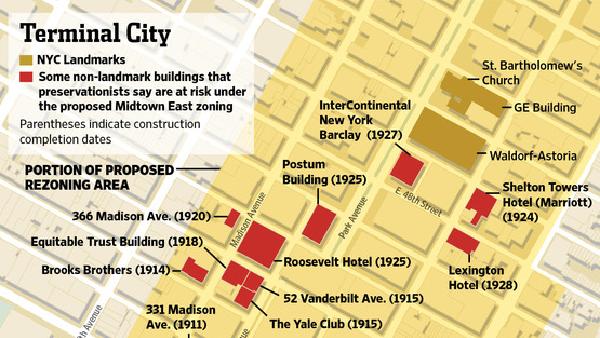 Terminal City
NYC Landmarks
Some non-landmark buildings that
preservationists say are at risk under
the proposed Midtown East zoning
Parentheses indicate construction
completion dates
PORTION OF PROPOSED
REZONING AREA
St. Bartholomew's
Church
GE Building
Waldorf-Astoria
InterContinental
New York
Barclay (1927)
Postum
Building (1925)
Shelton Towers
Hotel (Marriott)
(1924)
E. 48th Street
366 Madison Ave. (1920)
Madison Avenue
Park Avenue
Equitable Trust Building (1918)
Roosevelt Hotel (1925)
Brooks Brothers (1914)
Lexington
Hotel (1928)
52 Vanderbilt Ave. (1915)
331 Madison
Ave. (1911)
The Yale Club (1915)